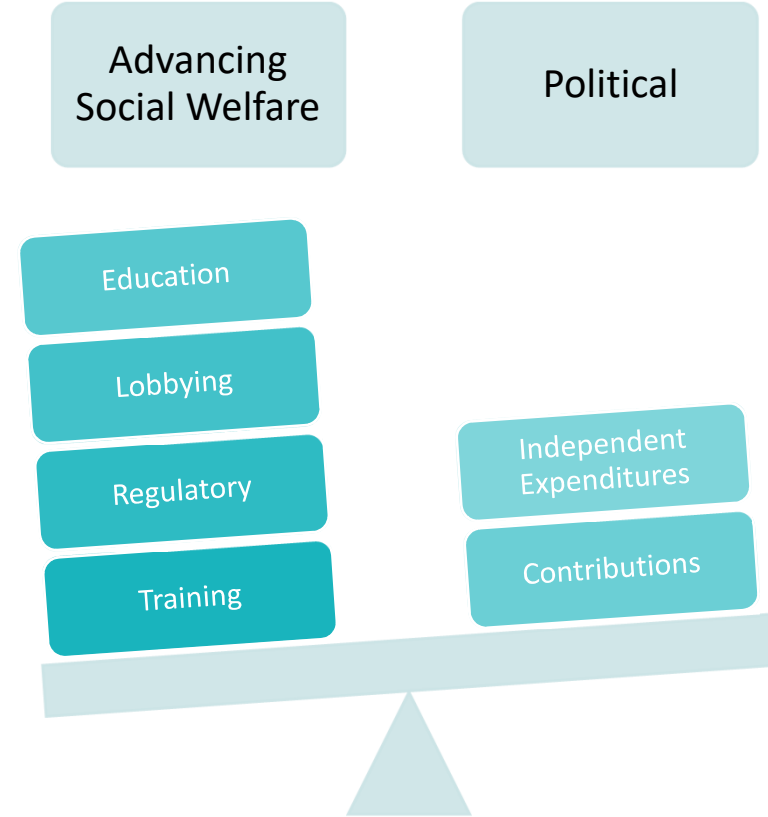 Advancing
Social Welfare
Political
Education
Lobbying
Regulatory
Training
Independent
Expenditures
Contributions